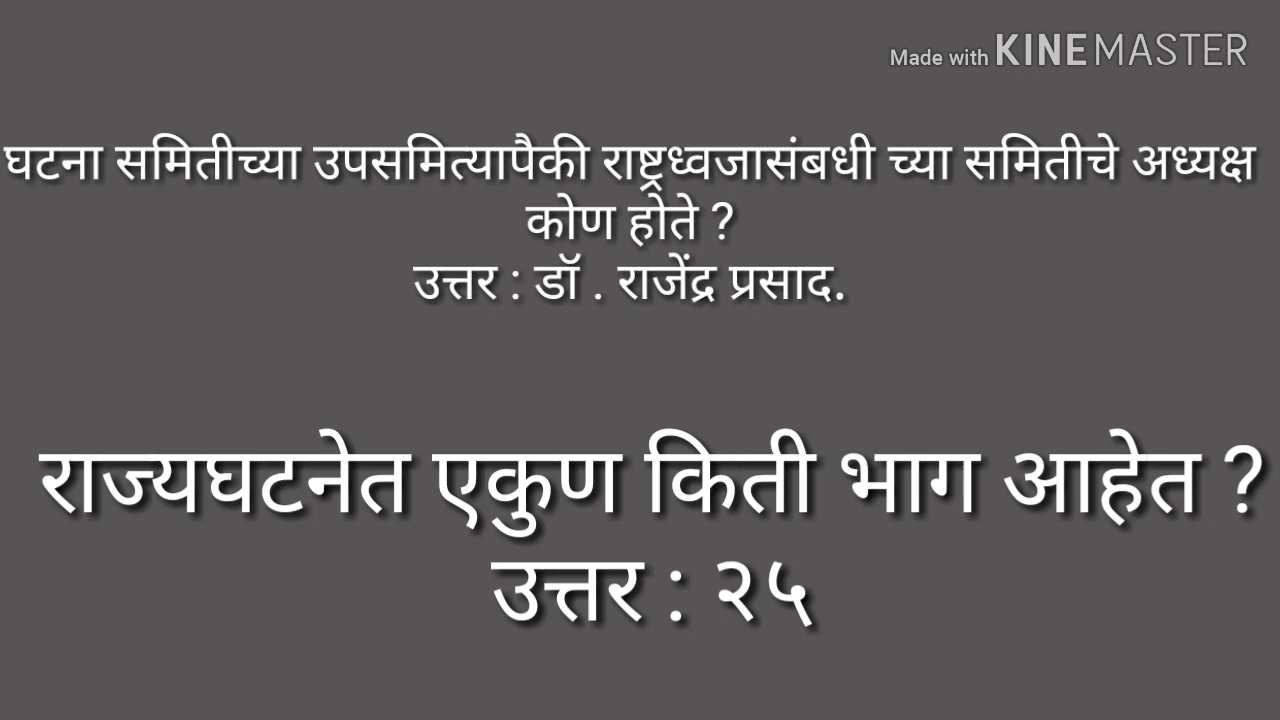 Made with KINEMASTER
घटना समितीच्या उपसमित्यापैकी राष्ट्रध्वजासंबधी च्या समितीचे अध्यक्ष
कोण होते ?
उत्तर : डॉ . राजेंद्र प्रसाद.
राज्यघटनेत एकुण किती भाग आहेत ?
उत्तर : २५